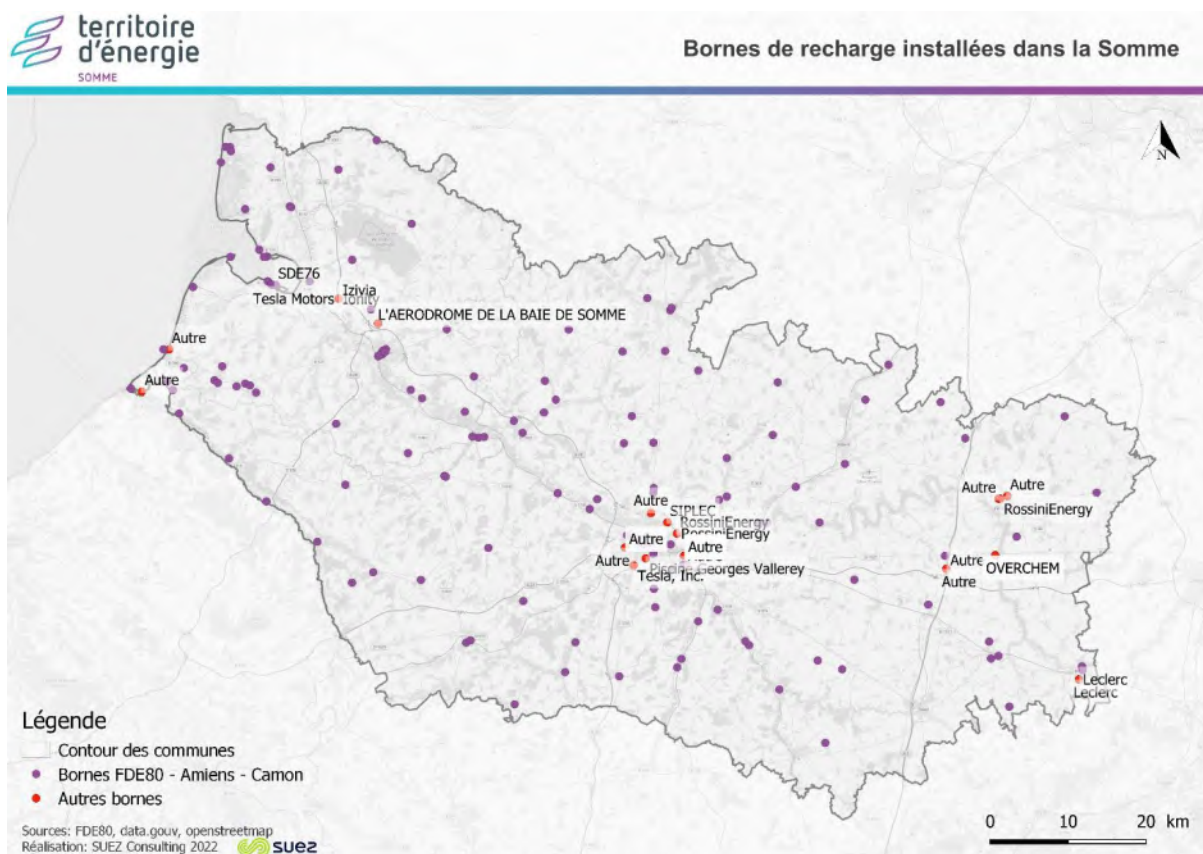 territoire
d'énergie
SOMME
Bornes de recharge installées dans la Somme
N
SDE76
Izivia
Tesla Motors Ionity
L'AERODROME DE LA BAIE DE SOMME
Autre
Autre
Autre
SIPLEC
RossiniEnergy
RossiniEnergy
Autre
Autre
Autre
Piscine Georges Vallerey
Tesla, Inc.
Autre
Autre
RossiniEnergy
Autre
OVERCHEM
Autre
Leclerc
Leclerc
Légende
Contour des communes
Bornes FDE80 - Amiens - Camon
Autres bornes
Sources: FDE80, data.gouv, openstreetmap
Réalisation: SUEZ Consulting 2022
suez
0 10 20 km